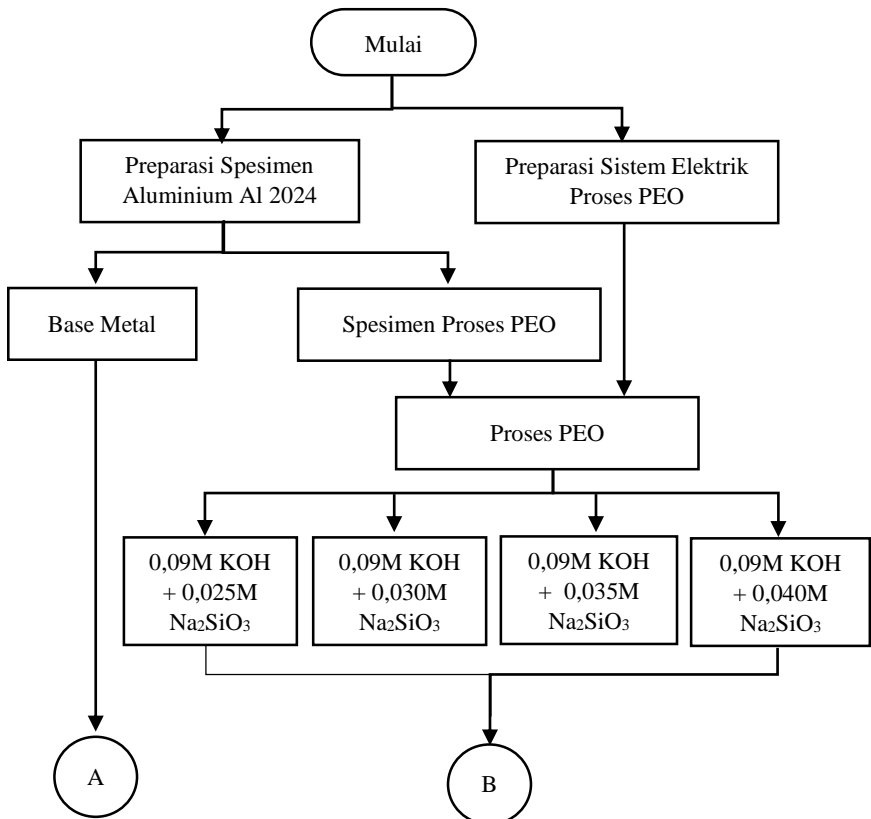 Mulai
Preparasi Spesimen
Aluminium Al 2024
Preparasi Sistem Elektrik
Proses PEO
Base Metal
Spesimen Proses PEO
Proses PEO
0,09M KOH
+ 0,025M
Na₂SiO₃
0,09M KOH
+ 0,030M
Na₂SiO₃
0,09M KOH
+ 0,035M
Na₂SiO₃
0,09M KOH
+ 0,040M
Na₂SiO₃
A
B